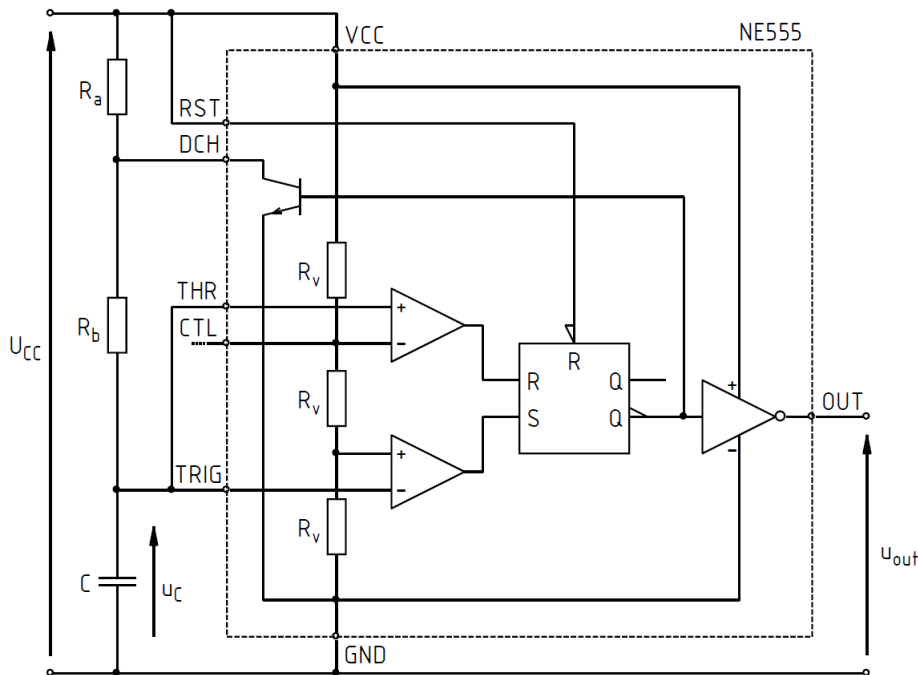 VCC
NE555
Ra
RST
DCH
Rv
THR
+
Rb
CTL
−
UCC
R
R
Q
Rv
S
Q
+
OUT
+
−
TRIG
−
Rv
C
uC
uout
GND